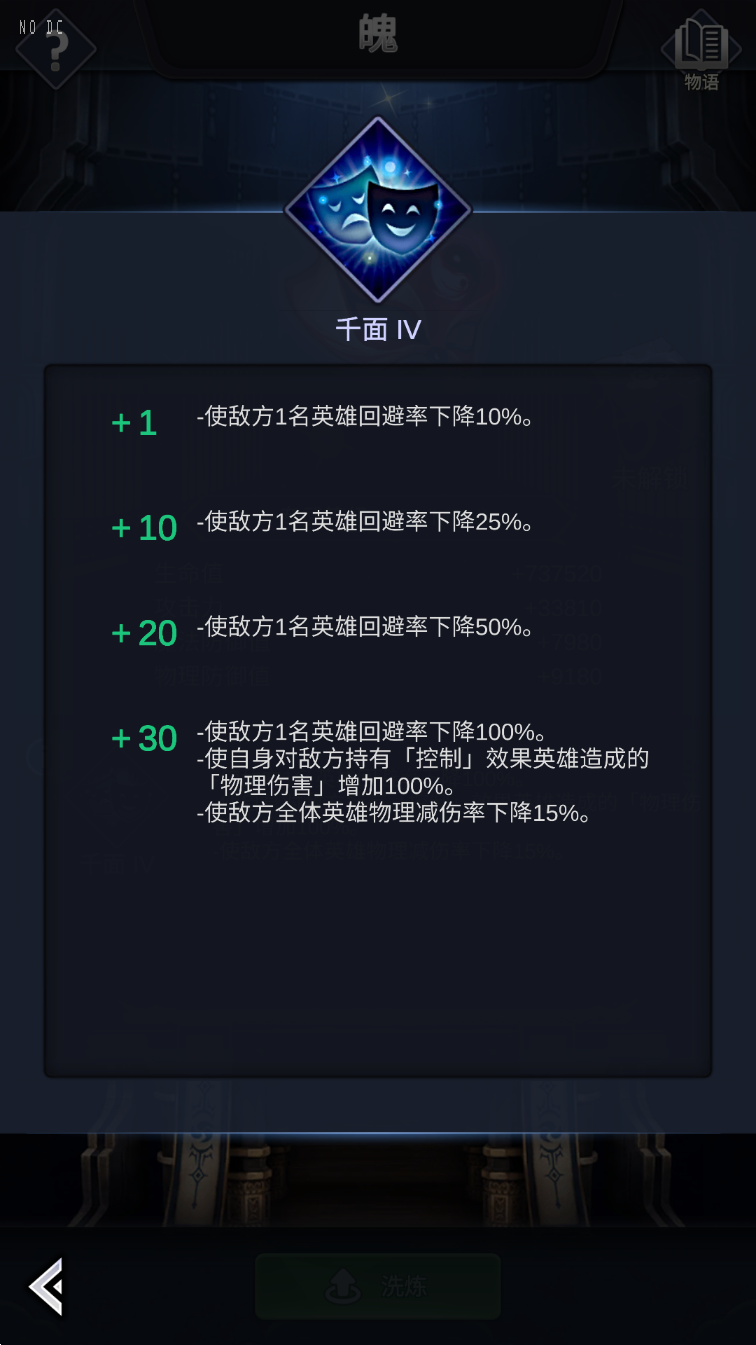 NO DC
魄
物语
千面 IV
+1
-使敌方1名英雄回避率下降10%。
+10
-使敌方1名英雄回避率下降25%。
+20
-使敌方1名英雄回避率下降50%。
+30
-使敌方1名英雄回避率下降100%。
-使自身对敌方持有「控制」效果英雄造成的
「物理伤害」增加100%。
-使敌方全体英雄物理减伤率下降15%。
洗炼